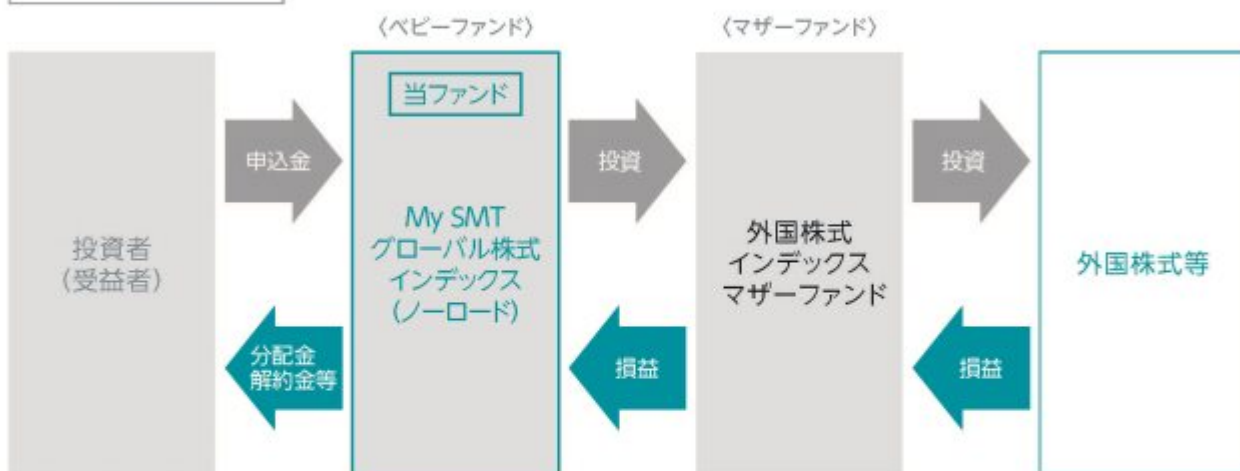 〈ベビーファンド〉
〈マザーファンド〉
当ファンド
申込金
投資
投資
投資者
(受益者)
My SMT
グローバル株式
インデックス
(ノーロード)
外国株式
インデックス
マザーファンド
外国株式等
分配金
解約金等
損益
損益